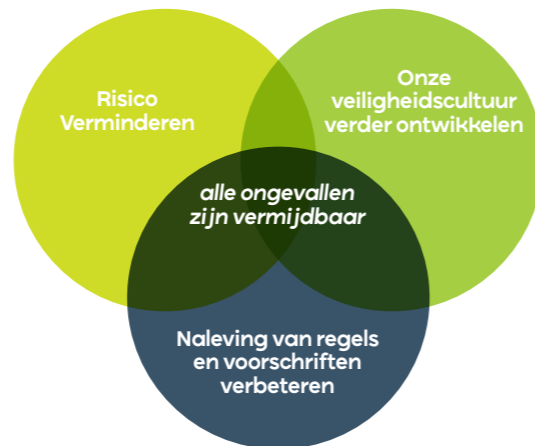 Risico
Verminderen
Onze
veiligheidscultuur
verder ontwikkelen
alle ongevallen
zijn vermijdbaar
Naleving van regels
en voorschriften
verbeteren